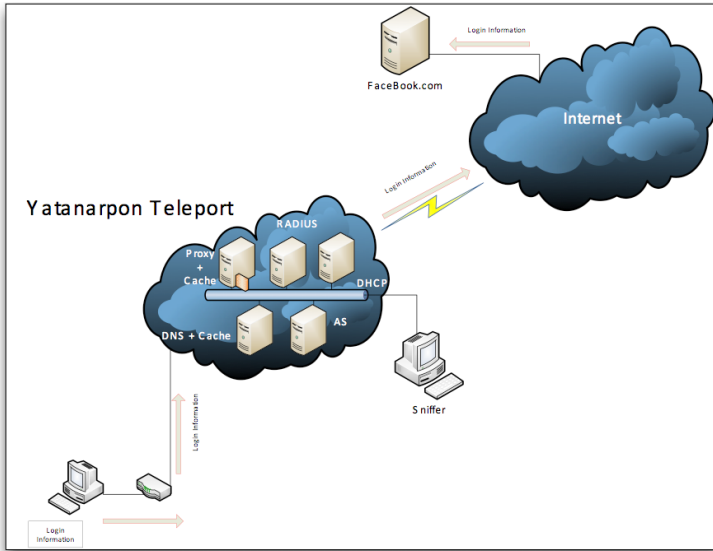 Login Information
FaceBook.com
Internet
Login Information
Yatanarpon Teleport
RADIUS
Proxy
+
Cache
DHCP
DNS + Cache
AS
Sniffer
Login Information
Login
Information